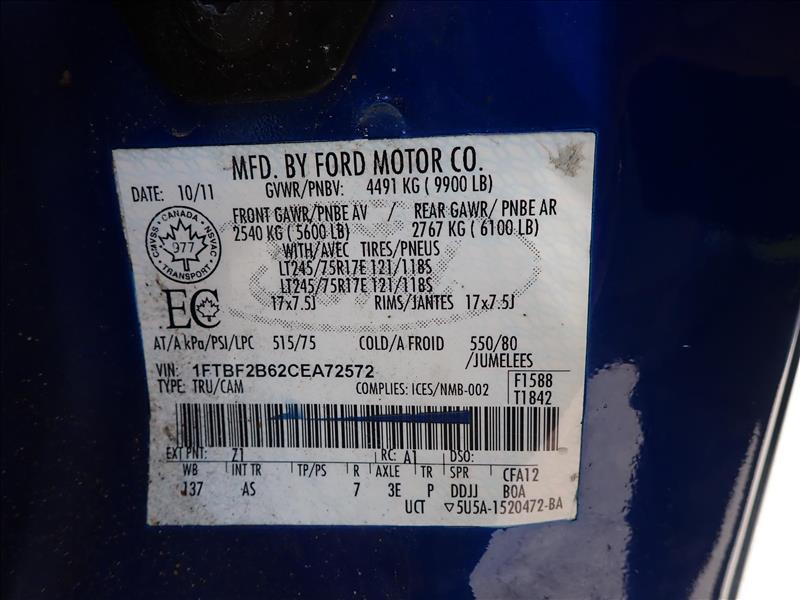 MFD. BY FORD MOTOR CO.
DATE: 10/11 GVWR/PNBV: 4491 KG ( 9900 LB)
FRONT GAWR/PNBE AV / REAR GAWR/ PNBE AR
2540 KG ( 5600 LB) 2767 KG ( 6100 LB)
CANADA
CMVSS NSVAC
977
TRANSPORT
WITH/AVEC TIRES/PNEUS
LT245/75R17E 121/118S
LT245/75R17E 121/118S
17x7.5J RIMS/JANTES 17x7.5J
EC
AT/A kPa/PSI/LPC 515/75 COLD/A FROID 550/80
/JUMELEES
VIN: 1FTBF2B62CEA72572
TYPE: TRU/CAM COMPLIES: ICES/NMB-002
F1588
T1842
EXT PNT: Z1 RC: A1 DSO:
WB INT TR TP/PS R AXLE TR SPR CFA12
137 AS 7 3E P DDJJ BOA
UCT ▽5U5A-1520472-BA